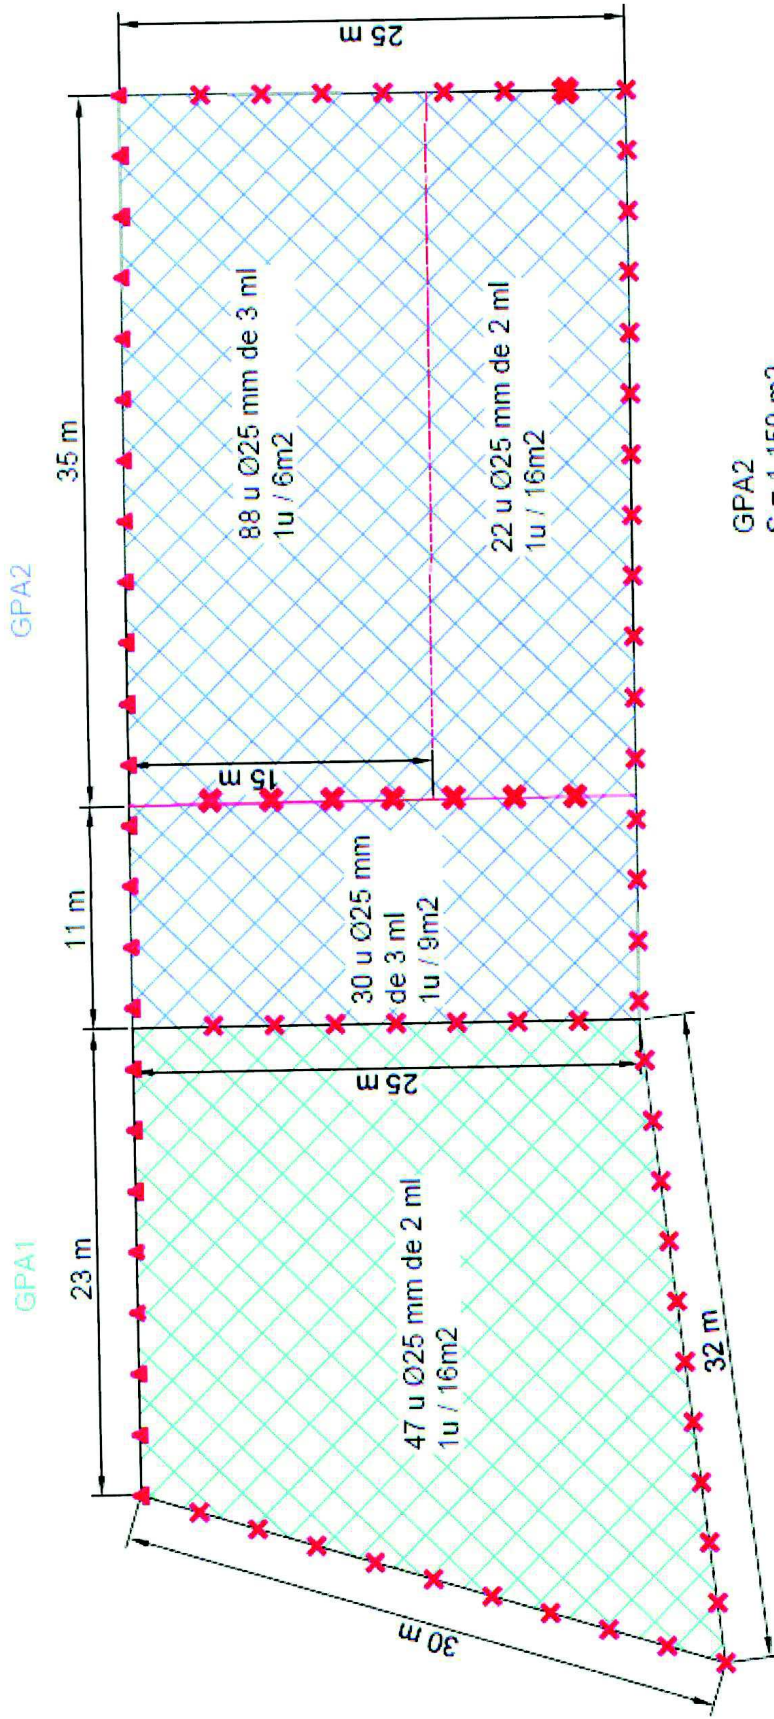 GPA1
GPA2
23 m
11 m
35 m
25 m
15 m
25 m
30 m
32 m
47 u Ø25 mm de 2 ml
1u / 16m2
30 u Ø25 mm
de 3 ml
1u / 9m2
88 u Ø25 mm de 3 ml
1u / 6m2
22 u Ø25 mm de 2 ml
1u / 16m2
GPA2